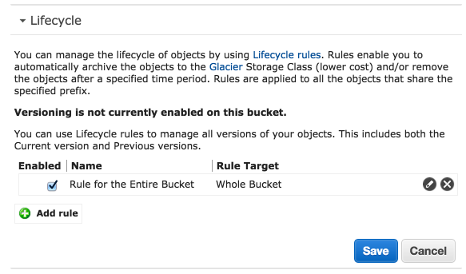 Lifecycle
You can manage the lifecycle of objects by using Lifecycle rules. Rules enable you to
automatically archive the objects to the Glacier Storage Class (lower cost) and/or remove
the objects after a specified time period. Rules are applied to all the objects that share the
specified prefix.
Versioning is not currently enabled on this bucket.
You can use Lifecycle rules to manage all versions of your objects. This includes both the
Current version and Previous versions.
Enabled Name Rule Target
Rule for the Entire Bucket Whole Bucket
Add rule
Save Cancel